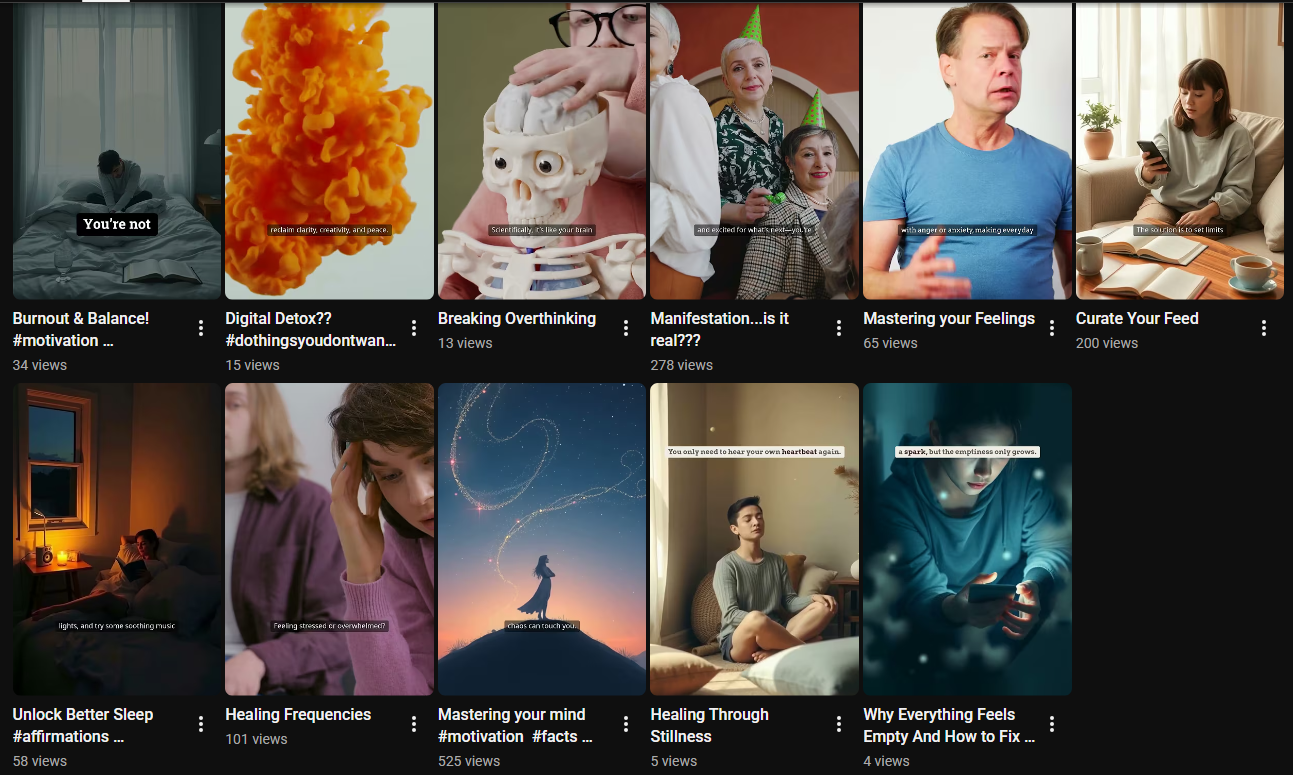 You're not
reclaim clarity, creativity, and peace.
Scientifically, it's like your brain
and excited for what's next—you're
with anger or anxiety, making everyday
The solution is to set limits
Burnout & Balance!
#motivation ...
34 views
Digital Detox??
#dothingsyoudontwan...
15 views
Breaking Overthinking
13 views
Manifestation...is it
real???
278 views
Mastering your Feelings
65 views
Curate Your Feed
200 views
lights, and try some soothing music
Feeling stressed or overwhelmed?
chaos can touch you.
You only need to hear your own heartbeat again.
a spark, but the emptiness only grows.
Unlock Better Sleep
#affirmations ...
58 views
Healing Frequencies
101 views
Mastering your mind
#motivation #facts ...
525 views
Healing Through
Stillness
5 views
Why Everything Feels
Empty And How to Fix ...
4 views